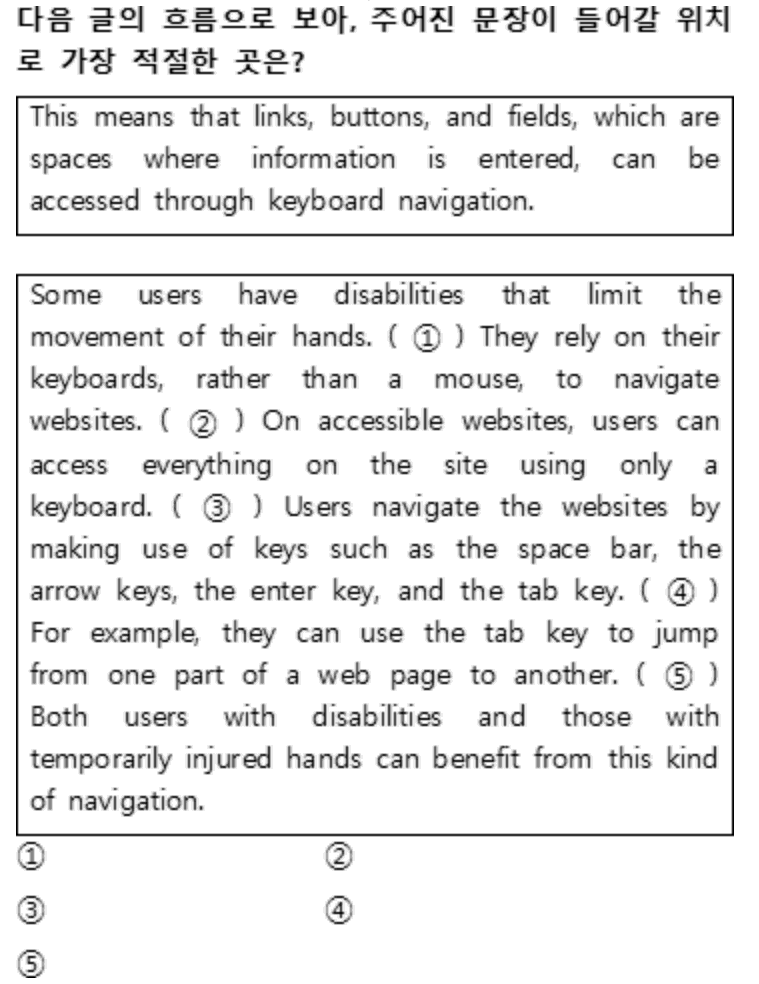 다음 글의 흐름으로 보아, 주어진 문장이 들어갈 위치
로 가장 적절한 곳은?
This means that links, buttons, and fields, which are
spaces where information is entered, can be
accessed through keyboard navigation.
Some users have disabilities that limit the
movement of their hands. ( ① ) They rely on their
keyboards, rather than a mouse, to navigate
websites. ( ② ) On accessible websites, users can
access everything on the site using only a
keyboard. ( ③ ) Users navigate the websites by
making use of keys such as the space bar, the
arrow keys, the enter key, and the tab key. ( ④ )
For example, they can use the tab key to jump
from one part of a web page to another. ( ⑤ )
Both users with disabilities and those with
temporarily injured hands can benefit from this kind
of navigation.
① ②
③ ④
⑤